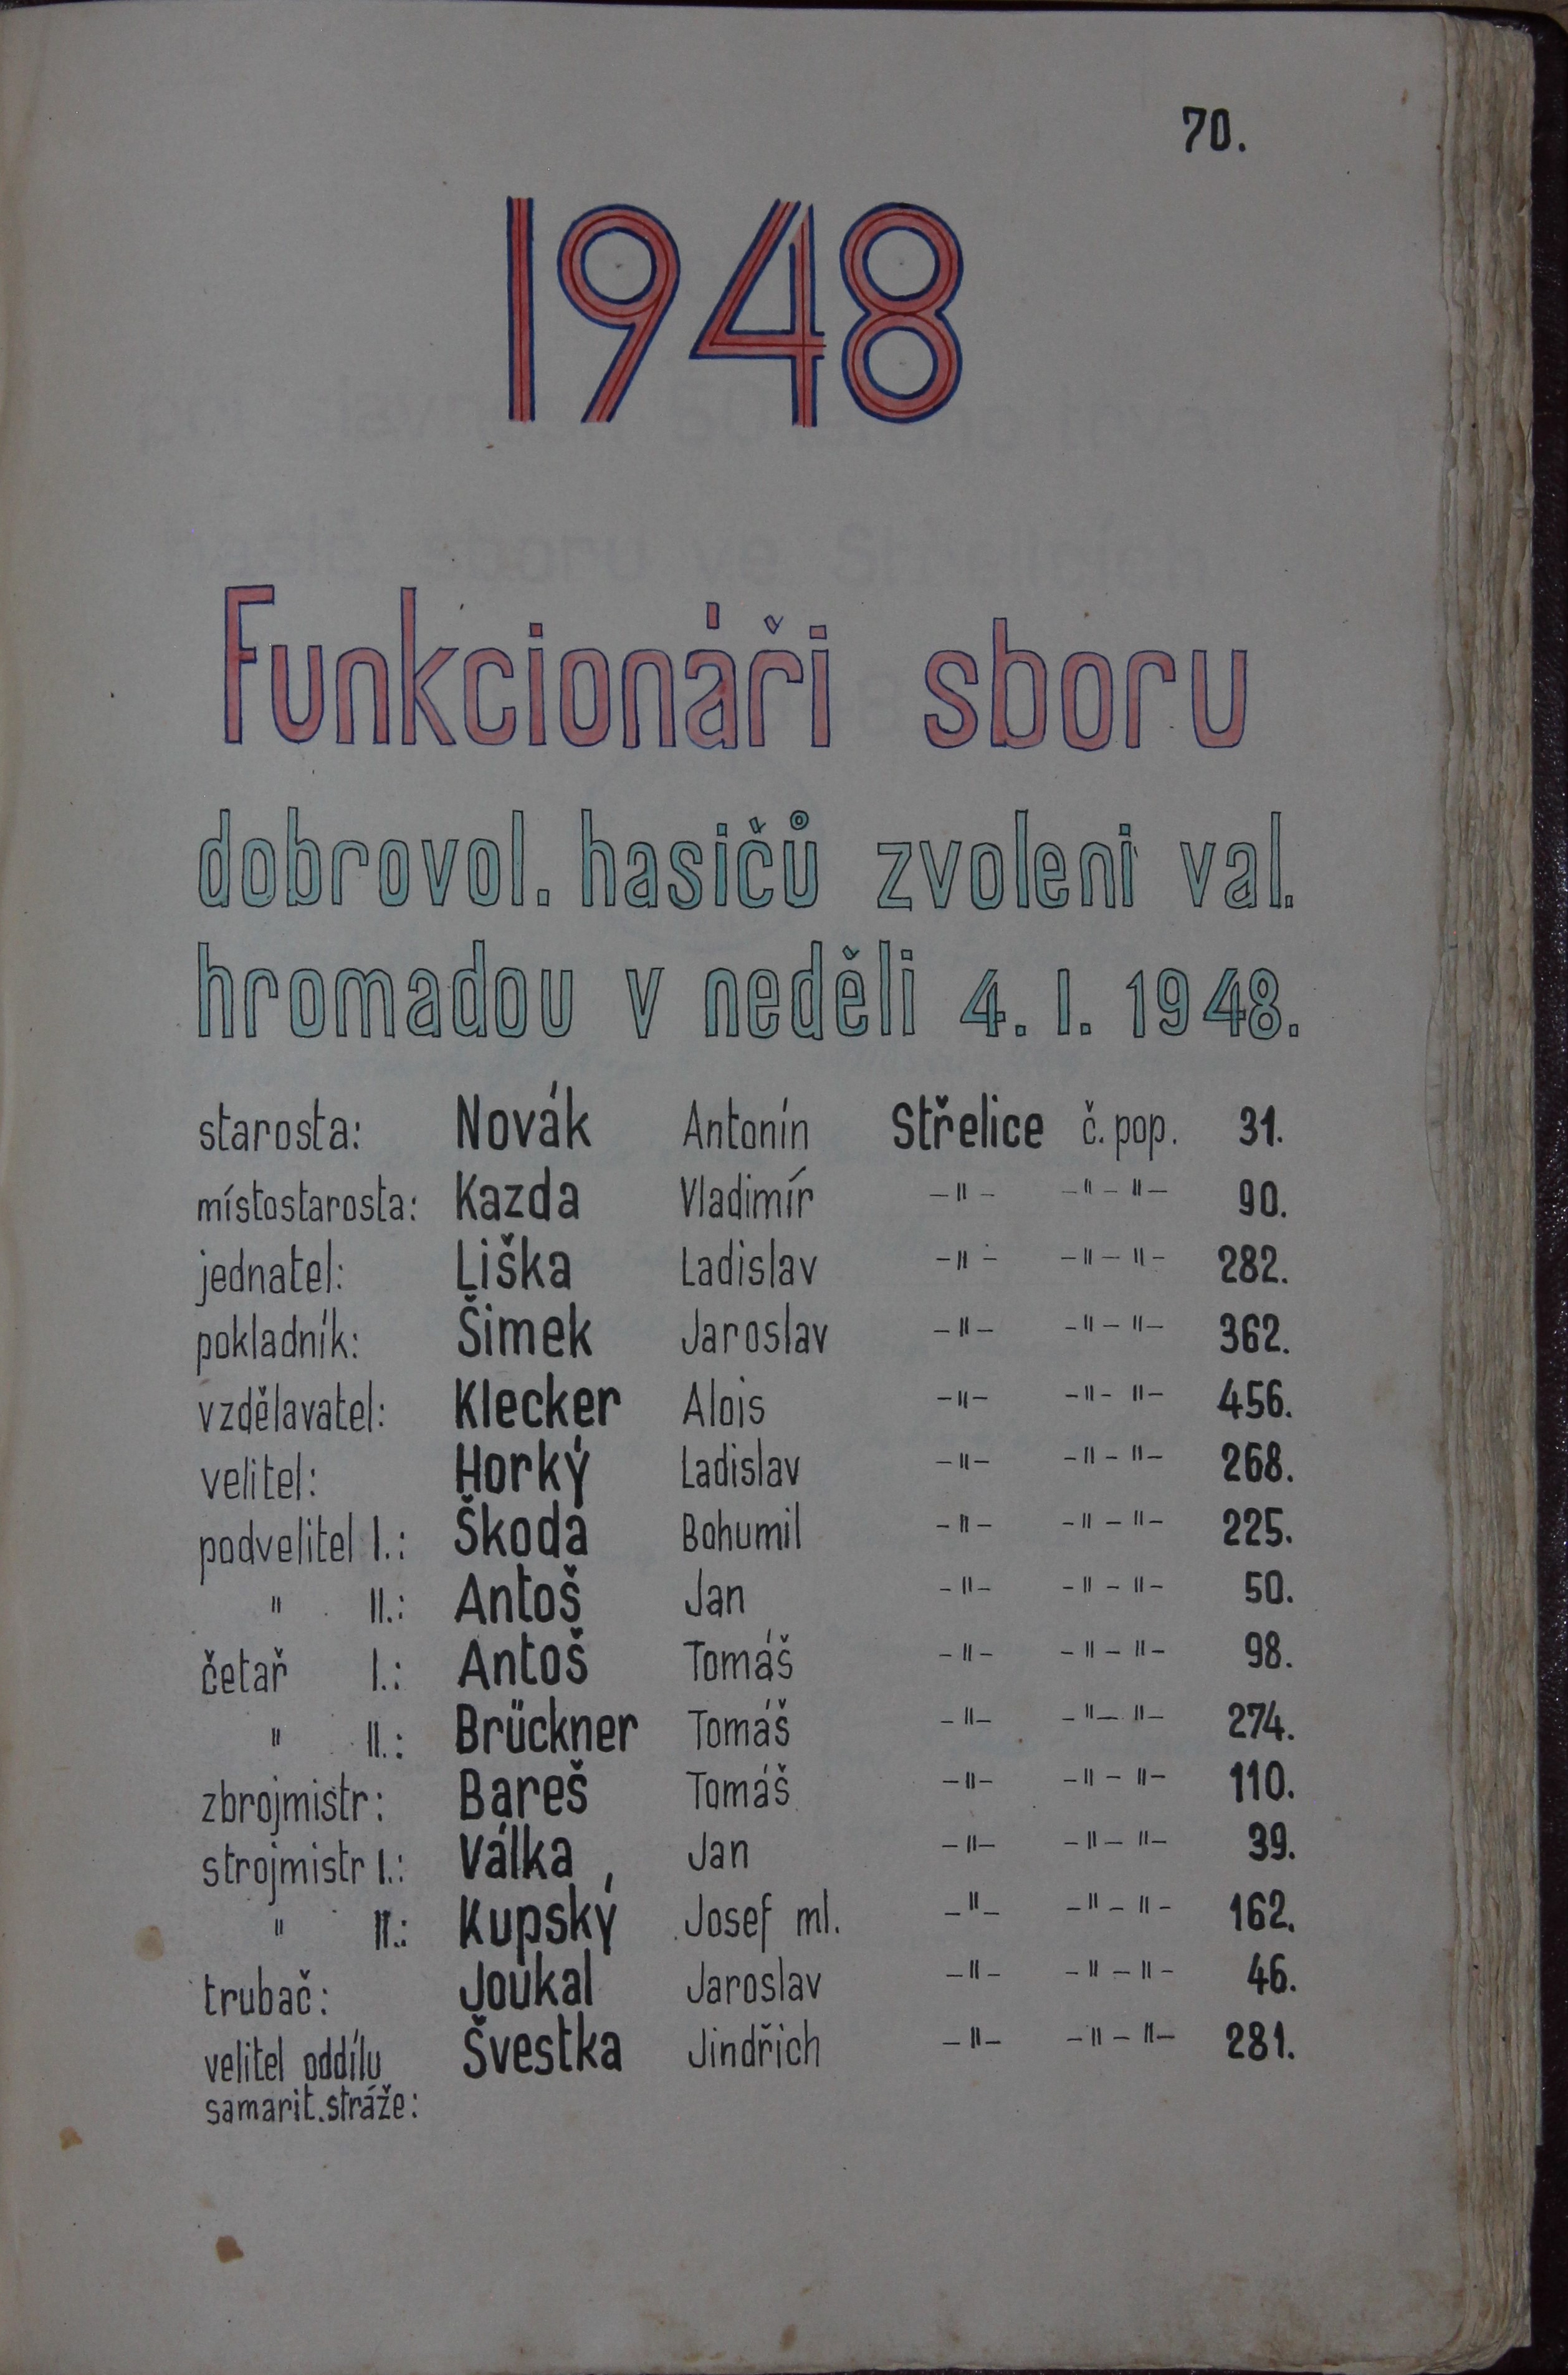 70.
1948
Funkcionáři sboru
dobrovol. hasičů zvoleni val.
hromadou v neděli 4. I. 1948.
starosta: Novák Antonín Střelice č. pop. 31.
místostarosta: Kazda Vladimír –"– –"–"– 90.
jednatel: Liška Ladislav –"– –"–"– 282.
pokladník: Šimek Jaroslav –"– –"–"– 362.
vzdělavatel: Klecker Alois –"– –"–"– 456.
velitel: Horký Ladislav –"– –"–"– 268.
podvelitel I.: Škoda Bohumil –"– –"–"– 225.
" II.: Antoš Jan –"– –"–"– 50.
četař I.: Antoš Tomáš –"– –"–"– 98.
" II.: Brückner Tomáš –"– –"–"– 274.
zbrojmistr: Bareš Tomáš –"– –"–"– 110.
strojmistr I.: Válka Jan –"– –"–"– 39.
" II.: Kupský Josef ml. –"– –"–"– 162.
trubač: Joukal Jaroslav –"– –"–"– 46.
velitel oddílu Švestka Jindřich –"– –"–"– 281.
samarit. stráže: